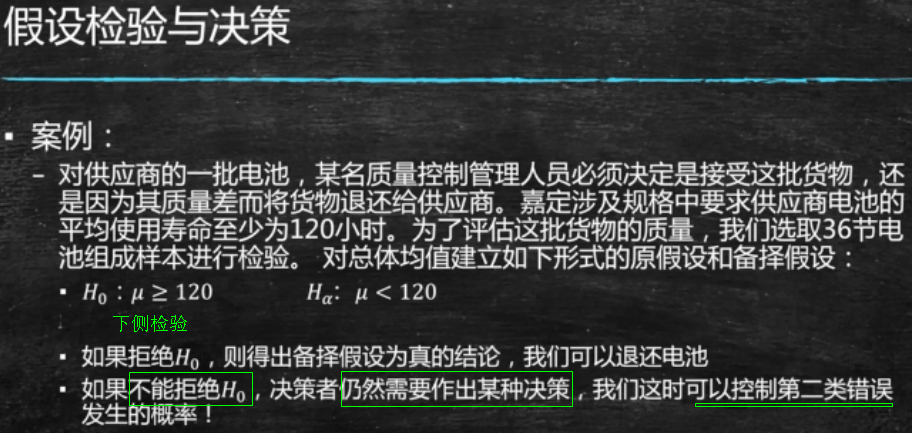 假设检验与决策
▪ 案例：
– 对供应商的一批电池，某名质量控制管理人员必须决定是接受这批货物，还
是因为其质量差而将货物退还给供应商。嘉定涉及规格中要求供应商电池的
平均使用寿命至少为120小时。为了评估这批货物的质量，我们选取36节电
池组成样本进行检验。 对总体均值建立如下形式的原假设和备择假设：
▪ H₀：μ ≥ 120 Hα：μ < 120
下侧检验
▪ 如果拒绝H₀，则得出备择假设为真的结论，我们可以退还电池
▪ 如果不能拒绝H₀，决策者仍然需要作出某种决策，我们这时可以控制第二类错误
发生的概率！